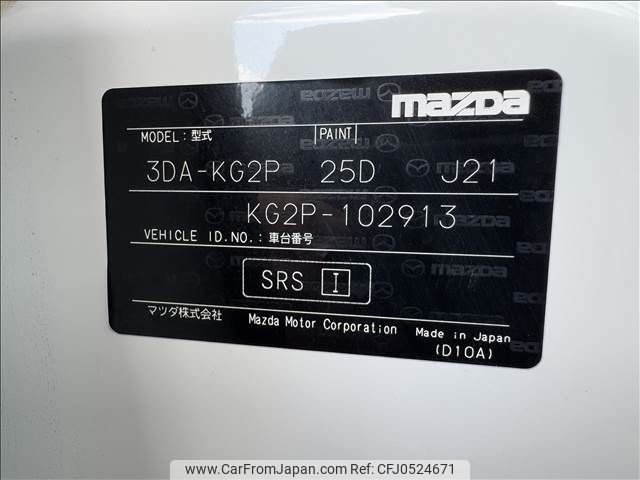 mazda
MODEL: 型式 PAINT
3DA-KG2P 25D J21
KG2P-102913
VEHICLE ID.NO.: 車台番号
SRS I
マツダ株式会社 Mazda Motor Corporation Made in Japan
(D10A)
www.CarFromJapan.com - REF#: CFJ0524671